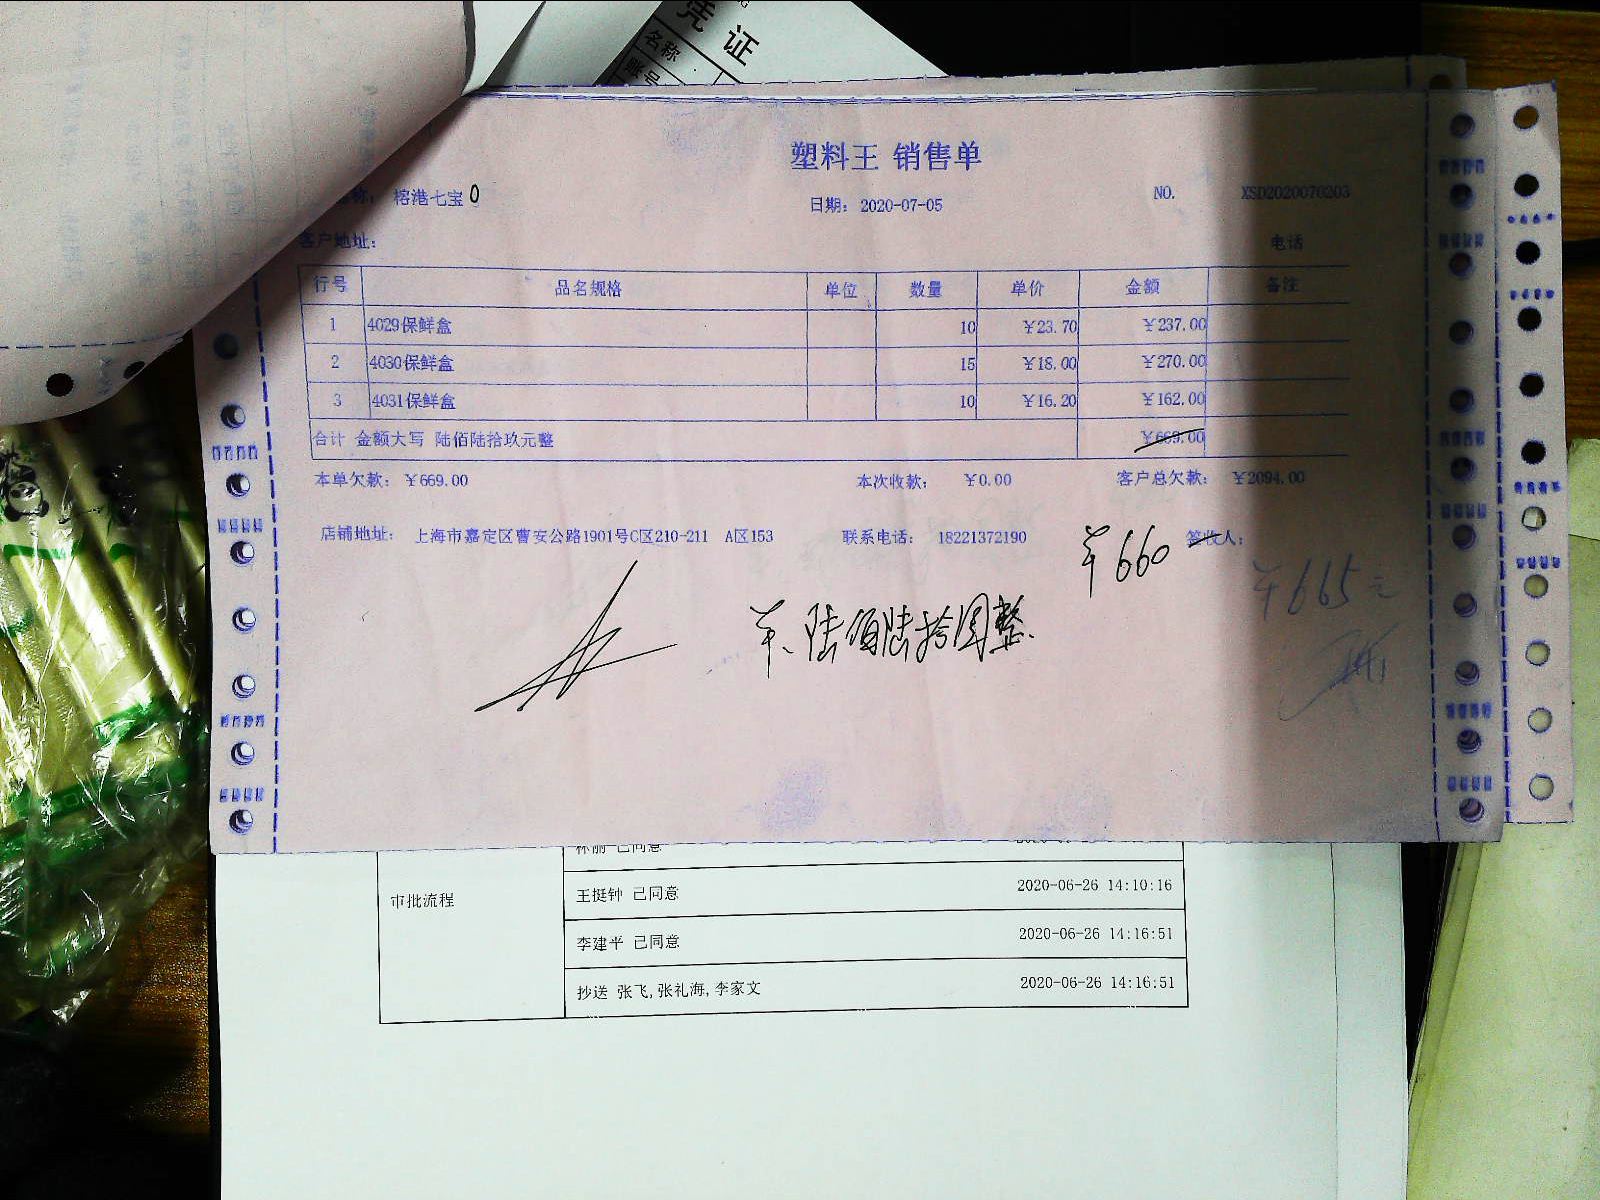 凭 证
名称
账号
塑料王 销售单
称： 榕港七宝0
日期： 2020-07-05
NO. XSD2020070203
客户地址：
电话
行号 品名规格 单位 数量 单价 金额 备注
1 4029保鲜盒 10 ¥23.70 ¥237.00
2 4030保鲜盒 15 ¥18.00 ¥270.00
3 4031保鲜盒 10 ¥16.20 ¥162.00
合计 金额大写 陆佰陆拾玖元整 ¥669.00
本单欠款： ¥669.00 本次收款： ¥0.00 客户总欠款： ¥2094.00
店铺地址： 上海市嘉定区曹安公路1901号C区210-211 A区153 联系电话： 18221372190 签收人：
¥660
¥665元
羊、陆佰陆拾圆整
林丽 已同意
审批流程
王挺钟 已同意 2020-06-26 14:10:16
李建平 已同意 2020-06-26 14:16:51
抄送 张飞,张礼海,李家文 2020-06-26 14:16:51